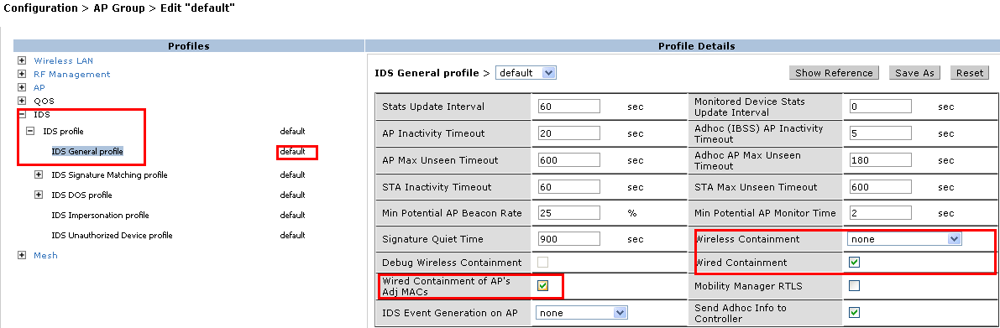 Configuration > AP Group > Edit "default"
Profiles
Wireless LAN
RF Management
AP
QOS
IDS
IDS profile default
IDS General profile default
IDS Signature Matching profile default
IDS DOS profile default
IDS Impersonation profile default
IDS Unauthorized Device profile default
Mesh
Profile Details
IDS General profile > default Show Reference Save As Reset
Stats Update Interval 60 sec
Monitored Device Stats
Update Interval 0 sec
AP Inactivity Timeout 20 sec
Adhoc (IBSS) AP Inactivity
Timeout 5 sec
AP Max Unseen Timeout 600 sec
Adhoc AP Max Unseen
Timeout 180 sec
STA Inactivity Timeout 60 sec
STA Max Unseen Timeout 600 sec
Min Potential AP Beacon Rate 25 %
Min Potential AP Monitor Time 2 sec
Signature Quiet Time 900 sec
Wireless Containment none
Debug Wireless Containment
Wired Containment
Wired Containment of AP's
Adj MACs
Mobility Manager RTLS
IDS Event Generation on AP none
Send Adhoc Info to
Controller